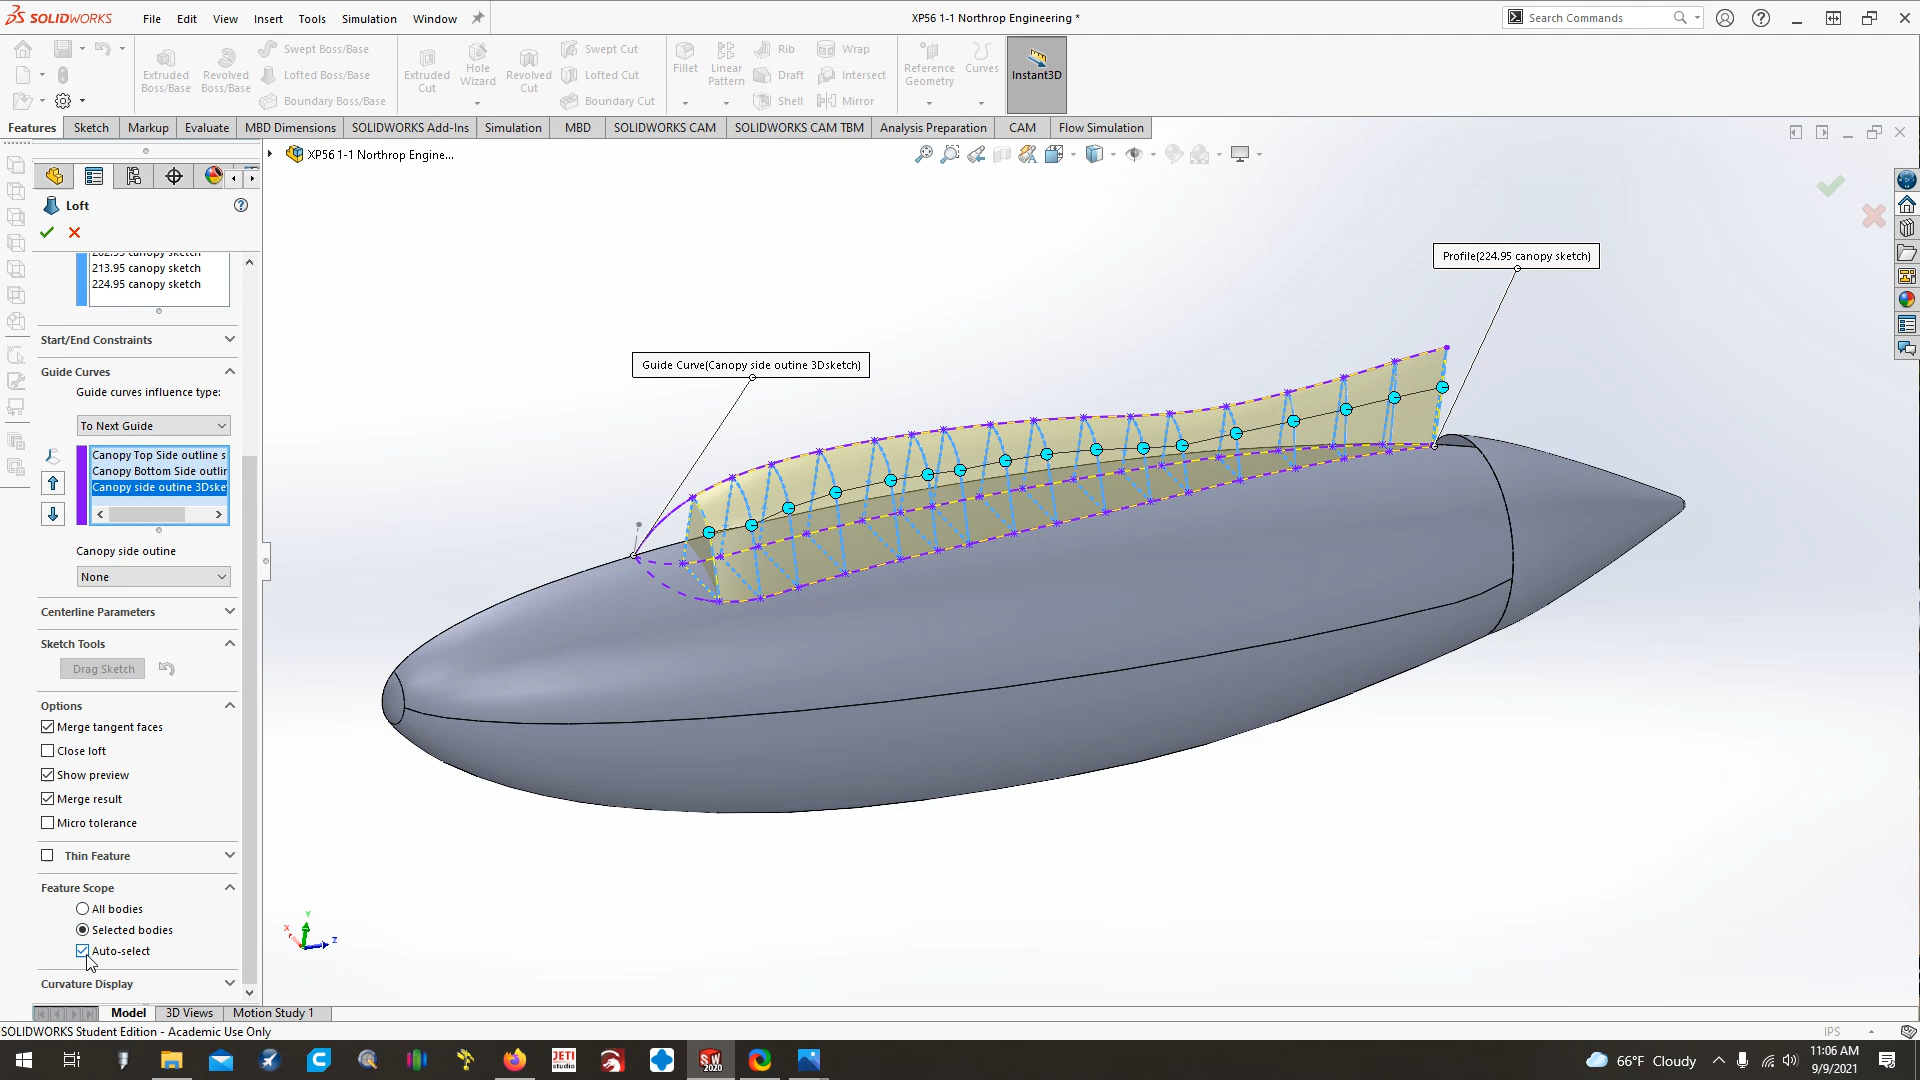 SOLIDWORKS File Edit View Insert Tools Simulation Window
XP56 1-1 Northrop Engineering *
Search Commands
Extruded Boss/Base
Revolved Boss/Base
Swept Boss/Base
Lofted Boss/Base
Boundary Boss/Base
Extruded Cut
Hole Wizard
Revolved Cut
Swept Cut
Lofted Cut
Boundary Cut
Fillet
Linear Pattern
Rib
Draft
Shell
Wrap
Intersect
Mirror
Reference Geometry
Curves
Instant3D
Features Sketch Markup Evaluate MBD Dimensions SOLIDWORKS Add-Ins Simulation MBD SOLIDWORKS CAM SOLIDWORKS CAM TBM Analysis Preparation CAM Flow Simulation
XP56 1-1 Northrop Engine...
Loft
213.95 canopy sketch
224.95 canopy sketch
Start/End Constraints
Guide Curves
Guide curves influence type:
To Next Guide
Canopy Top Side outline s
Canopy Bottom Side outlir
Canopy side outine 3Dske
Canopy side outline
None
Centerline Parameters
Sketch Tools
Drag Sketch
Options
Merge tangent faces
Close loft
Show preview
Merge result
Micro tolerance
Thin Feature
Feature Scope
All bodies
Selected bodies
Auto-select
Curvature Display
Profile(224.95 canopy sketch)
Guide Curve(Canopy side outine 3Dsketch)
Y
X
Z
Model 3D Views Motion Study 1
SOLIDWORKS Student Edition - Academic Use Only
IPS
JETI studio
SW 2020
66°F Cloudy
11:06 AM
9/9/2021